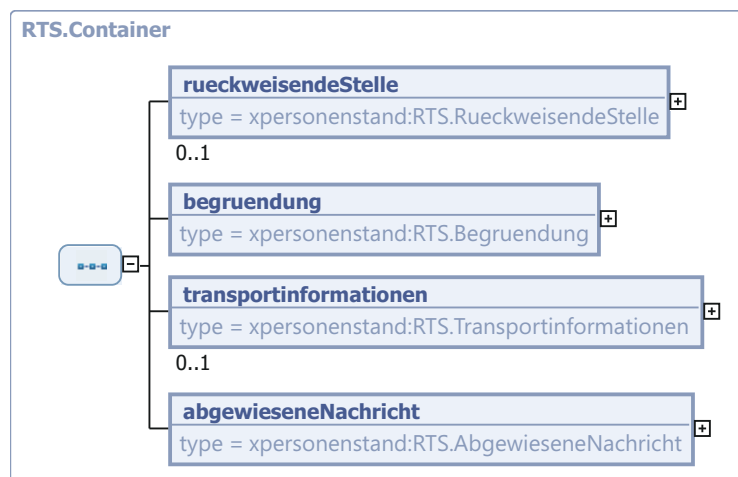 RTS.Container
rueckweisendeStelle
type = xpersonenstand:RTS.RueckweisendeStelle
0..1
begruendung
type = xpersonenstand:RTS.Begruendung
transportinformationen
type = xpersonenstand:RTS.Transportinformationen
0..1
abgewieseneNachricht
type = xpersonenstand:RTS.AbgewieseneNachricht